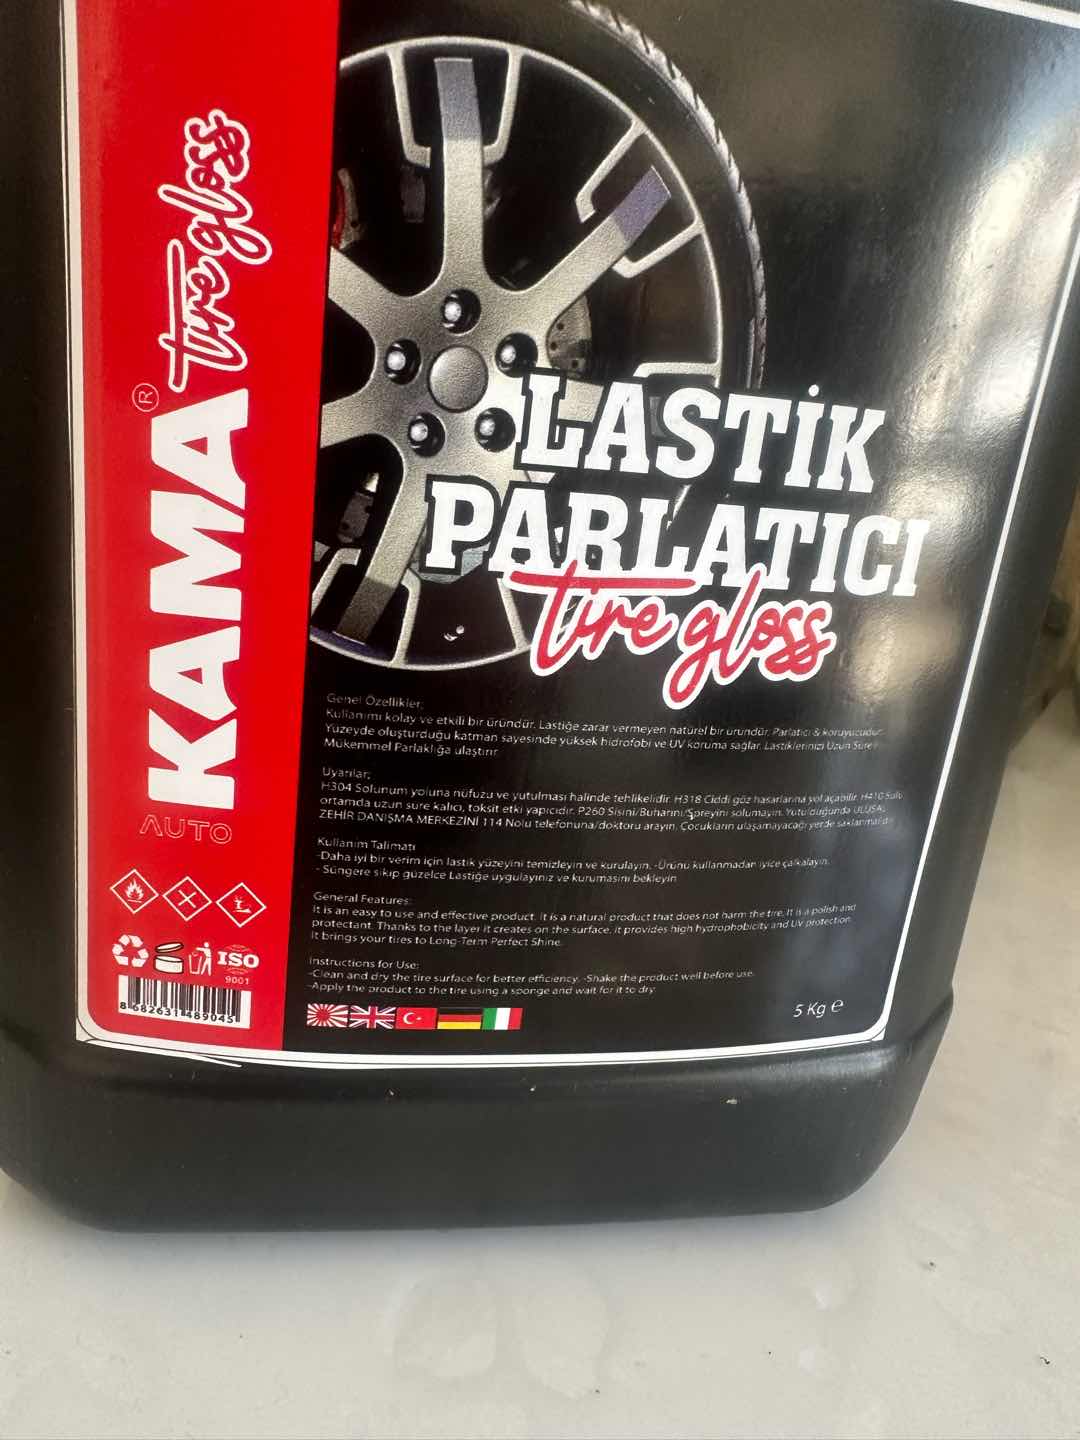 KAMA® tire gloss
AUTO
ISO
9001
8 682631 489045
LASTİK
PARLATICI
tire gloss
Genel Özellikler;
Kullanımı kolay ve etkili bir üründür. Lastiğe zarar vermeyen natürel bir üründür. Parlatıcı & koruyucudur.
Yüzeyde oluşturduğu katman sayesinde yüksek hidrofobi ve UV koruma sağlar. Lastiklerinizi Uzun Süreli
Mükemmel Parlaklığa ulaştırır.
Uyarılar;
H304 Solunum yoluna nüfuzu ve yutulması halinde tehlikelidir. H318 Ciddi göz hasarlarına yol açabilir. H410 Sulu
ortamda uzun süre kalıcı, toksit etki yapıcıdır. P260 Sisini/Buharını/Spreyini solumayın. Yutulduğunda ULUSAL
ZEHİR DANIŞMA MERKEZİNİ 114 Nolu telefonuna/doktoru arayın. Çocukların ulaşamayacağı yerde saklanmalıdır
Kullanım Talimatı
-Daha iyi bir verim için lastik yüzeyini temizleyin ve kurulayın. -Ürünü kullanmadan iyice çalkalayın.
- Süngere sıkıp güzelce Lastiğe uygulayınız ve kurumasını bekleyin
General Features:
It is an easy to use and effective product. It is a natural product that does not harm the tire. It is a polish and
protectant. Thanks to the layer it creates on the surface, it provides high hydrophobicity and UV protection.
It brings your tires to Long-Term Perfect Shine.
Instructions for Use:
-Clean and dry the tire surface for better efficiency. -Shake the product well before use.
-Apply the product to the tire using a sponge and wait for it to dry.
5 Kg e